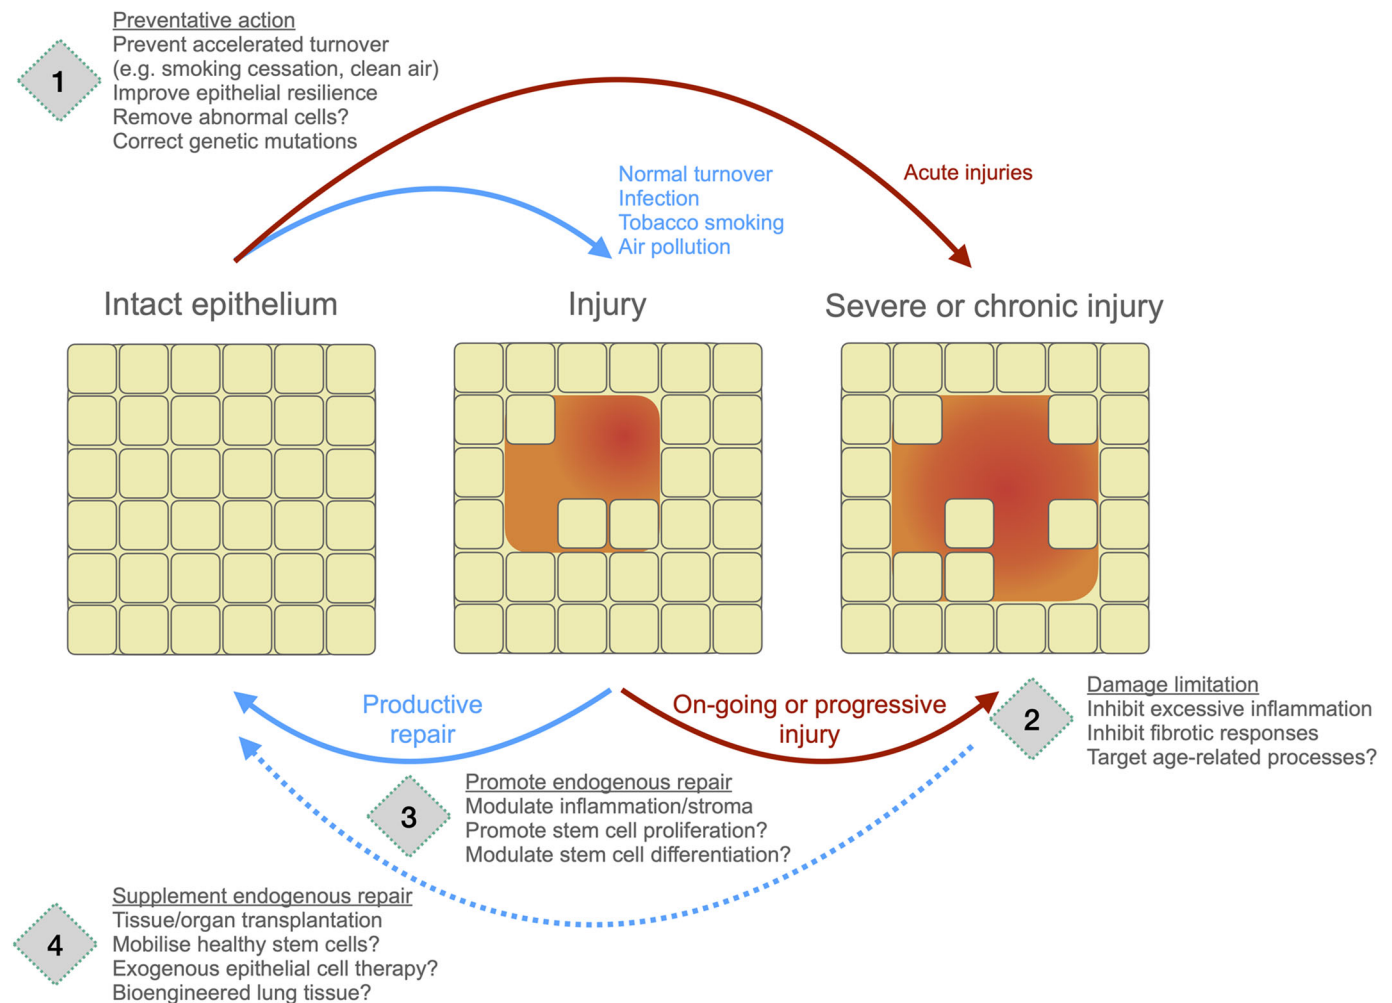 Preventative action
Prevent accelerated turnover
(e.g. smoking cessation, clean air)
Improve epithelial resilience
Remove abnormal cells?
Correct genetic mutations
1
Normal turnover
Infection
Tobacco smoking
Air pollution
Acute injuries
Intact epithelium
Injury
Severe or chronic injury
Productive
repair
On-going or progressive
injury
2
Damage limitation
Inhibit excessive inflammation
Inhibit fibrotic responses
Target age-related processes?
3
Promote endogenous repair
Modulate inflammation/stroma
Promote stem cell proliferation?
Modulate stem cell differentiation?
4
Supplement endogenous repair
Tissue/organ transplantation
Mobilise healthy stem cells?
Exogenous epithelial cell therapy?
Bioengineered lung tissue?